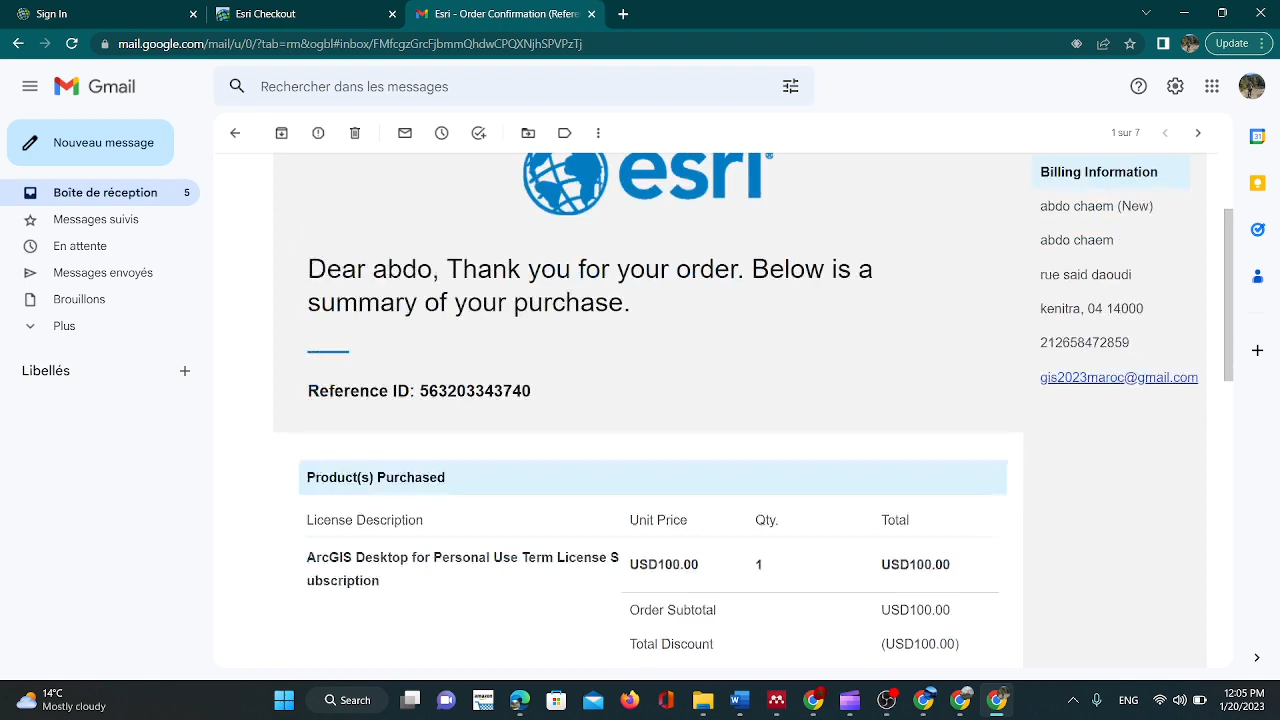 Sign In
Esri Checkout
Esri - Order Confirmation (Refere
mail.google.com/mail/u/0/?tab=rm&ogbl#inbox/FMfcgzGrcFjbmmQhdwCPQXNjhSPVPzTj
Update
Gmail
Rechercher dans les messages
Nouveau message
1 sur 7
Boîte de réception 5
Messages suivis
En attente
Messages envoyés
Brouillons
Plus
Libellés
esri
Dear abdo, Thank you for your order. Below is a
summary of your purchase.
Reference ID: 563203343740
Billing Information
abdo chaem (New)
abdo chaem
rue said daoudi
kenitra, 04 14000
212658472859
gis2023maroc@gmail.com
Product(s) Purchased
License Description Unit Price Qty. Total
ArcGIS Desktop for Personal Use Term License S
ubscription
USD100.00 1 USD100.00
Order Subtotal USD100.00
Total Discount (USD100.00)
31
14°C
Mostly cloudy
Search
amazon
ENG
12:05 PM
1/20/2023